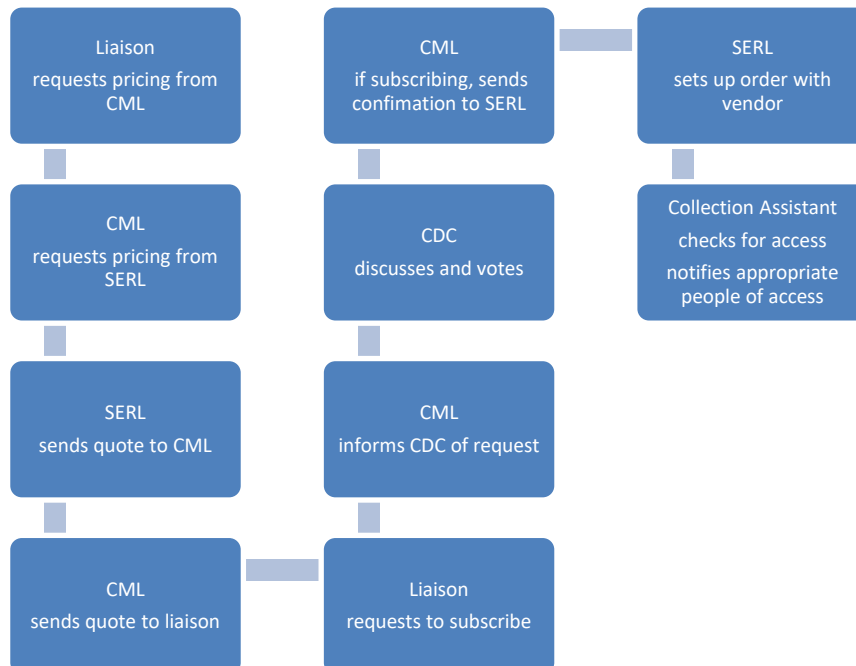 Liaison
requests pricing from
CML
CML
requests pricing from
SERL
SERL
sends quote to CML
CML
sends quote to liaison
Liaison
requests to subscribe
CML
informs CDC of request
CDC
discusses and votes
CML
if subscribing, sends
confimation to SERL
SERL
sets up order with
vendor
Collection Assistant
checks for access
notifies appropriate
people of access